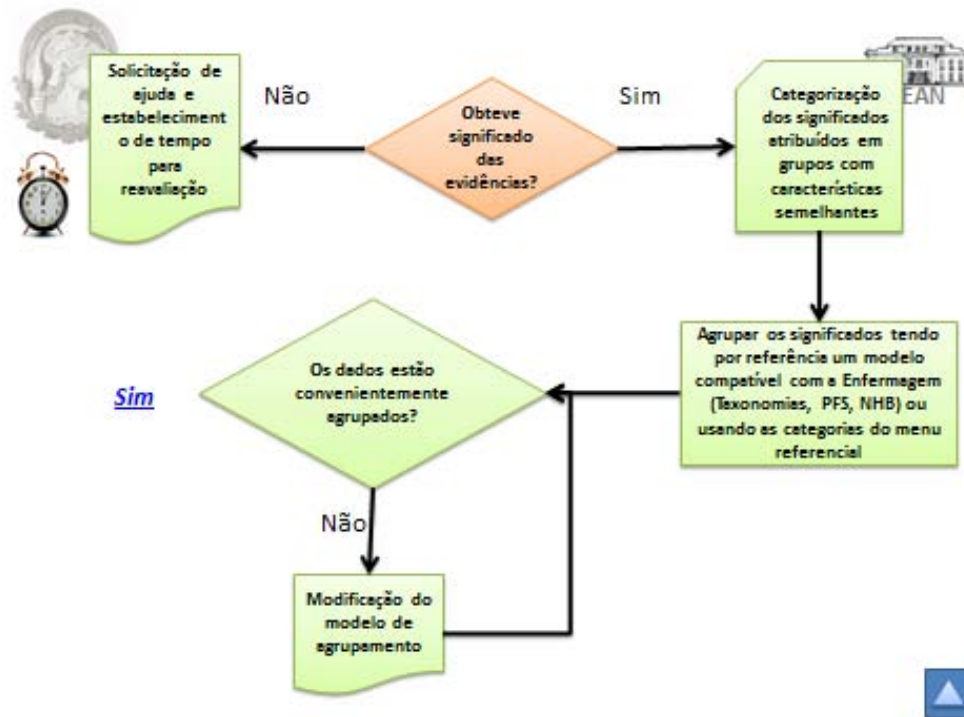 Solicitação de
ajuda e
estabeleciment
o de tempo
para
reavaliação
Não
Obteve
significado
das
evidências?
Sim
Categorização
dos significados
atribuídos em
grupos com
características
semelhantes
EAN
Agrupar os significados tendo
por referência um modelo
compatível com a Enfermagem
(Taxonomias, PFS, NHB) ou
usando as categorias do menu
referencial
Os dados estão
convenientemente
agrupados?
Sim
Não
Modificação do
modelo de
agrupamento